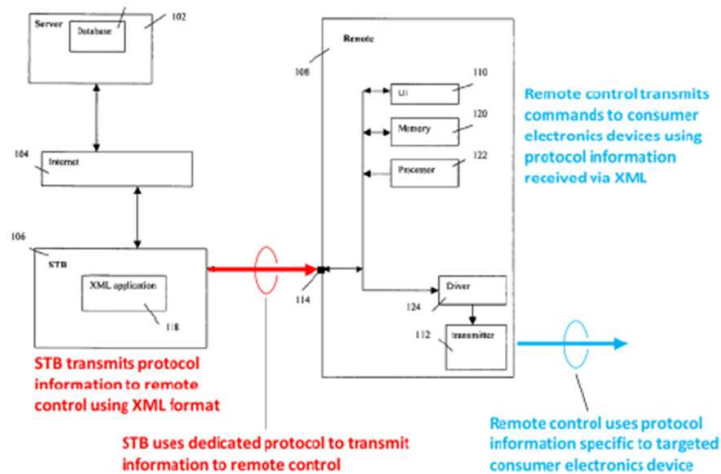 Server
102
Database
Remote
108
110
UI
120
Memory
122
Processor
Remote control transmits
commands to consumer
electronics devices using
protocol information
received via XML
104
Internet
106
STB
XML application
118
114
Driver
124
112
transmitter
STB transmits protocol
information to remote
control using XML format
STB uses dedicated protocol to transmit
information to remote control
Remote control uses protocol
information specific to targeted
consumer electronics device